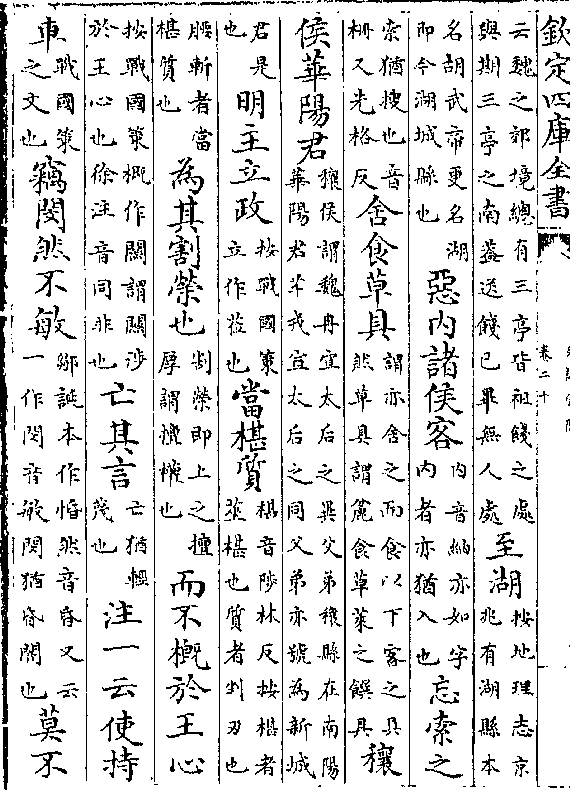 欽定四庫全書
卷二十
云魏之郊境總有三亭皆祖餞之處
與期三亭之南蓋送餞已畢無人處
至湖
按地理志京
兆有湖縣本
名胡武帝更名湖
即今湖城縣也
惡内諸侯客
内音納亦如字
内者亦猶入也
忘索之
索猶搜也音
柵又先格反
舍食草具
謂亦舍之而食以下客之具
然草具謂麄食草萊之饌具
穰
侯華陽君
穰侯謂魏冉宣太后之異父弟穰縣在南陽
華陽君芈戎宣太后之同父弟亦號為新城
君是
也
明主立政
按戰國策
立作莅也
當椹質
椹音陟林反按椹者
莝椹也質者剉刃也
腰斬者當
椹質也
為其割榮也
割榮即上之擅
厚謂擅權也
而不概於王心
按戰國策概作關謂關涉
於王心也徐注音同非也
亡其言
亡猶輕
蔑也
注一云使持
車
戰國策
之文也
竊閔然不敏
鄒誕本作惛然音昏又云
一作閔音敏閔猶昏闇也
莫不